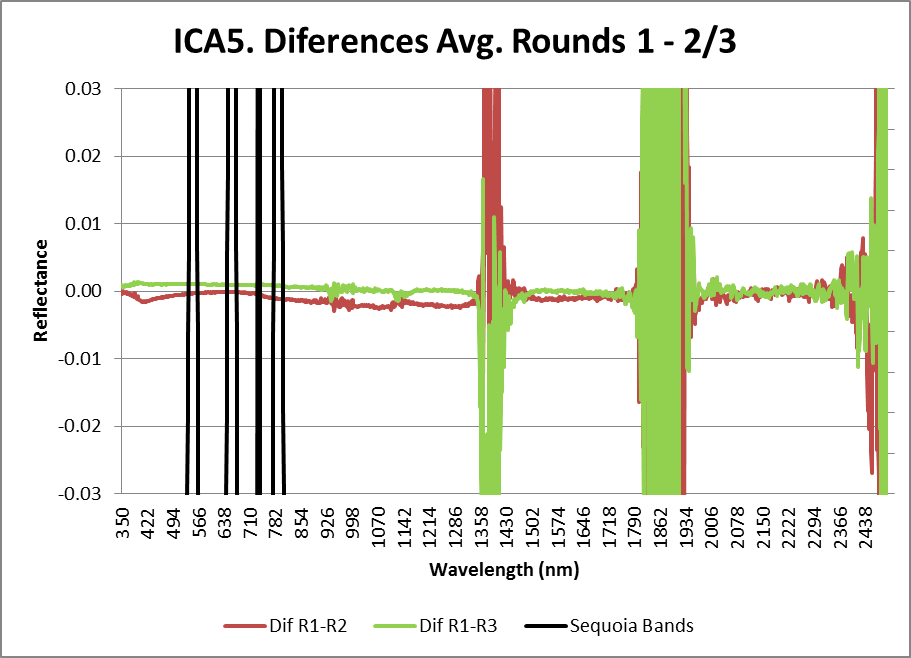 ICA5. Diferences Avg. Rounds 1 - 2/3
0.03
0.02
0.01
0.00
-0.01
-0.02
-0.03
Reflectance
350 422 494 566 638 710 782 854 926 998 1070 1142 1214 1286 1358 1430 1502 1574 1646 1718 1790 1862 1934 2006 2078 2150 2222 2294 2366 2438
Wavelength (nm)
Dif R1-R2 Dif R1-R3 Sequoia Bands